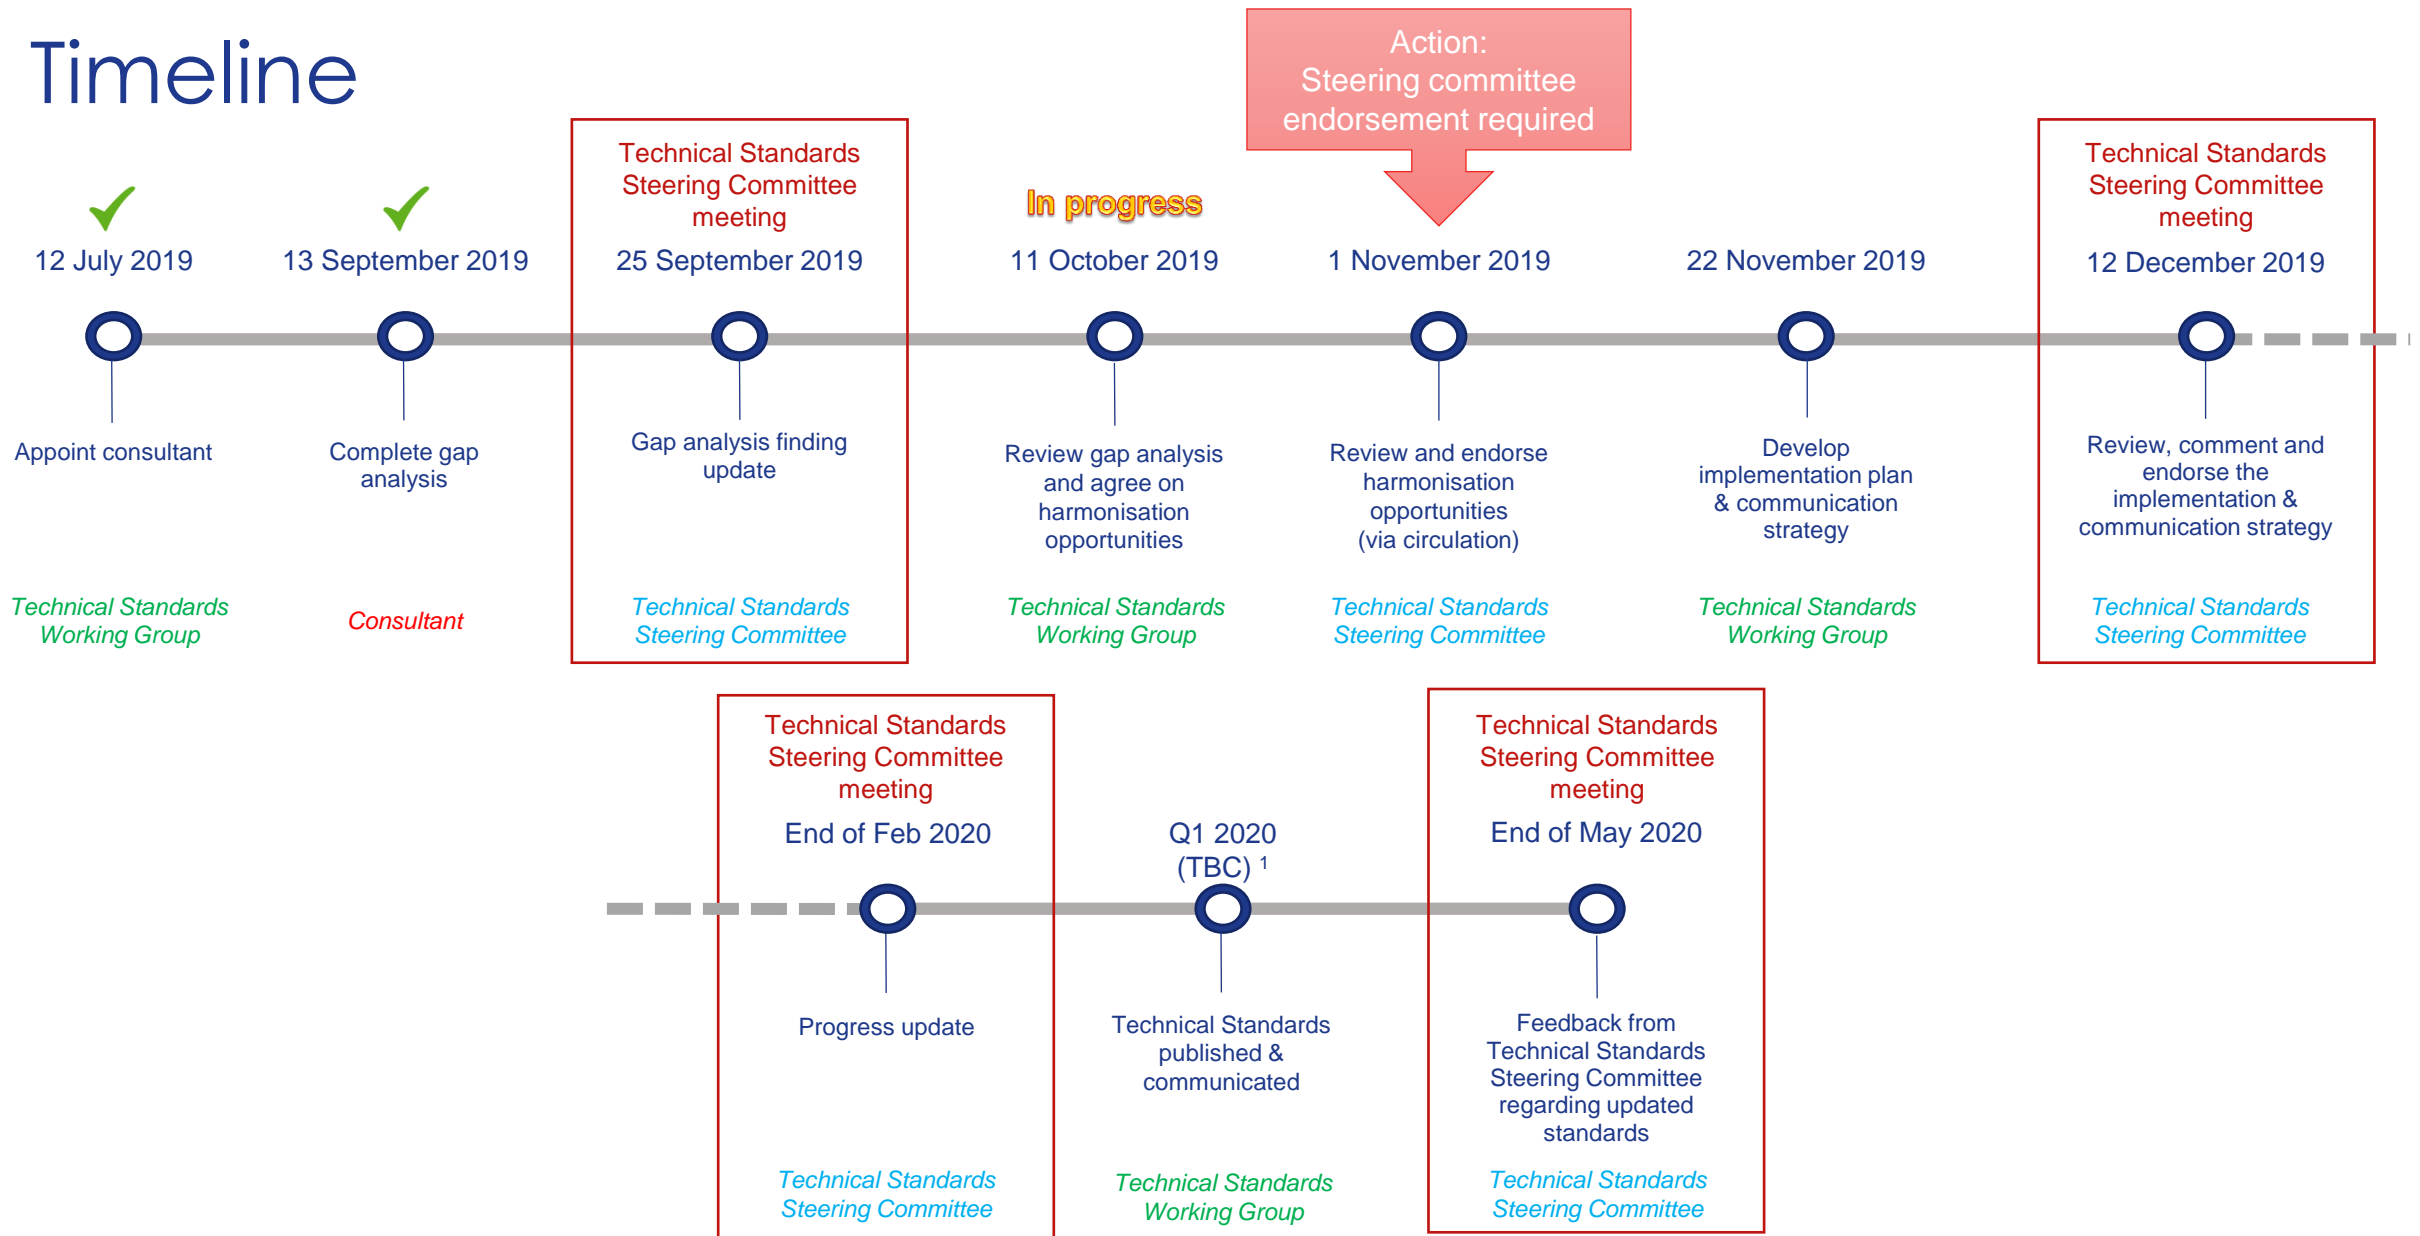 Timeline
Action:
Steering committee
endorsement required
Technical Standards
Steering Committee
meeting
In progress
Technical Standards
Steering Committee
meeting
12 July 2019
13 September 2019
25 September 2019
11 October 2019
1 November 2019
22 November 2019
12 December 2019
Appoint consultant
Complete gap
analysis
Gap analysis finding
update
Review gap analysis
and agree on
harmonisation
opportunities
Review and endorse
harmonisation
opportunities
(via circulation)
Develop
implementation plan
& communication
strategy
Review, comment and
endorse the
implementation &
communication strategy
Technical Standards
Working Group
Consultant
Technical Standards
Steering Committee
Technical Standards
Working Group
Technical Standards
Steering Committee
Technical Standards
Working Group
Technical Standards
Steering Committee
Technical Standards
Steering Committee
meeting
End of Feb 2020
Q1 2020
(TBC) 1
Technical Standards
Steering Committee
meeting
End of May 2020
Progress update
Technical Standards
published &
communicated
Feedback from
Technical Standards
Steering Committee
regarding updated
standards
Technical Standards
Steering Committee
Technical Standards
Working Group
Technical Standards
Steering Committee